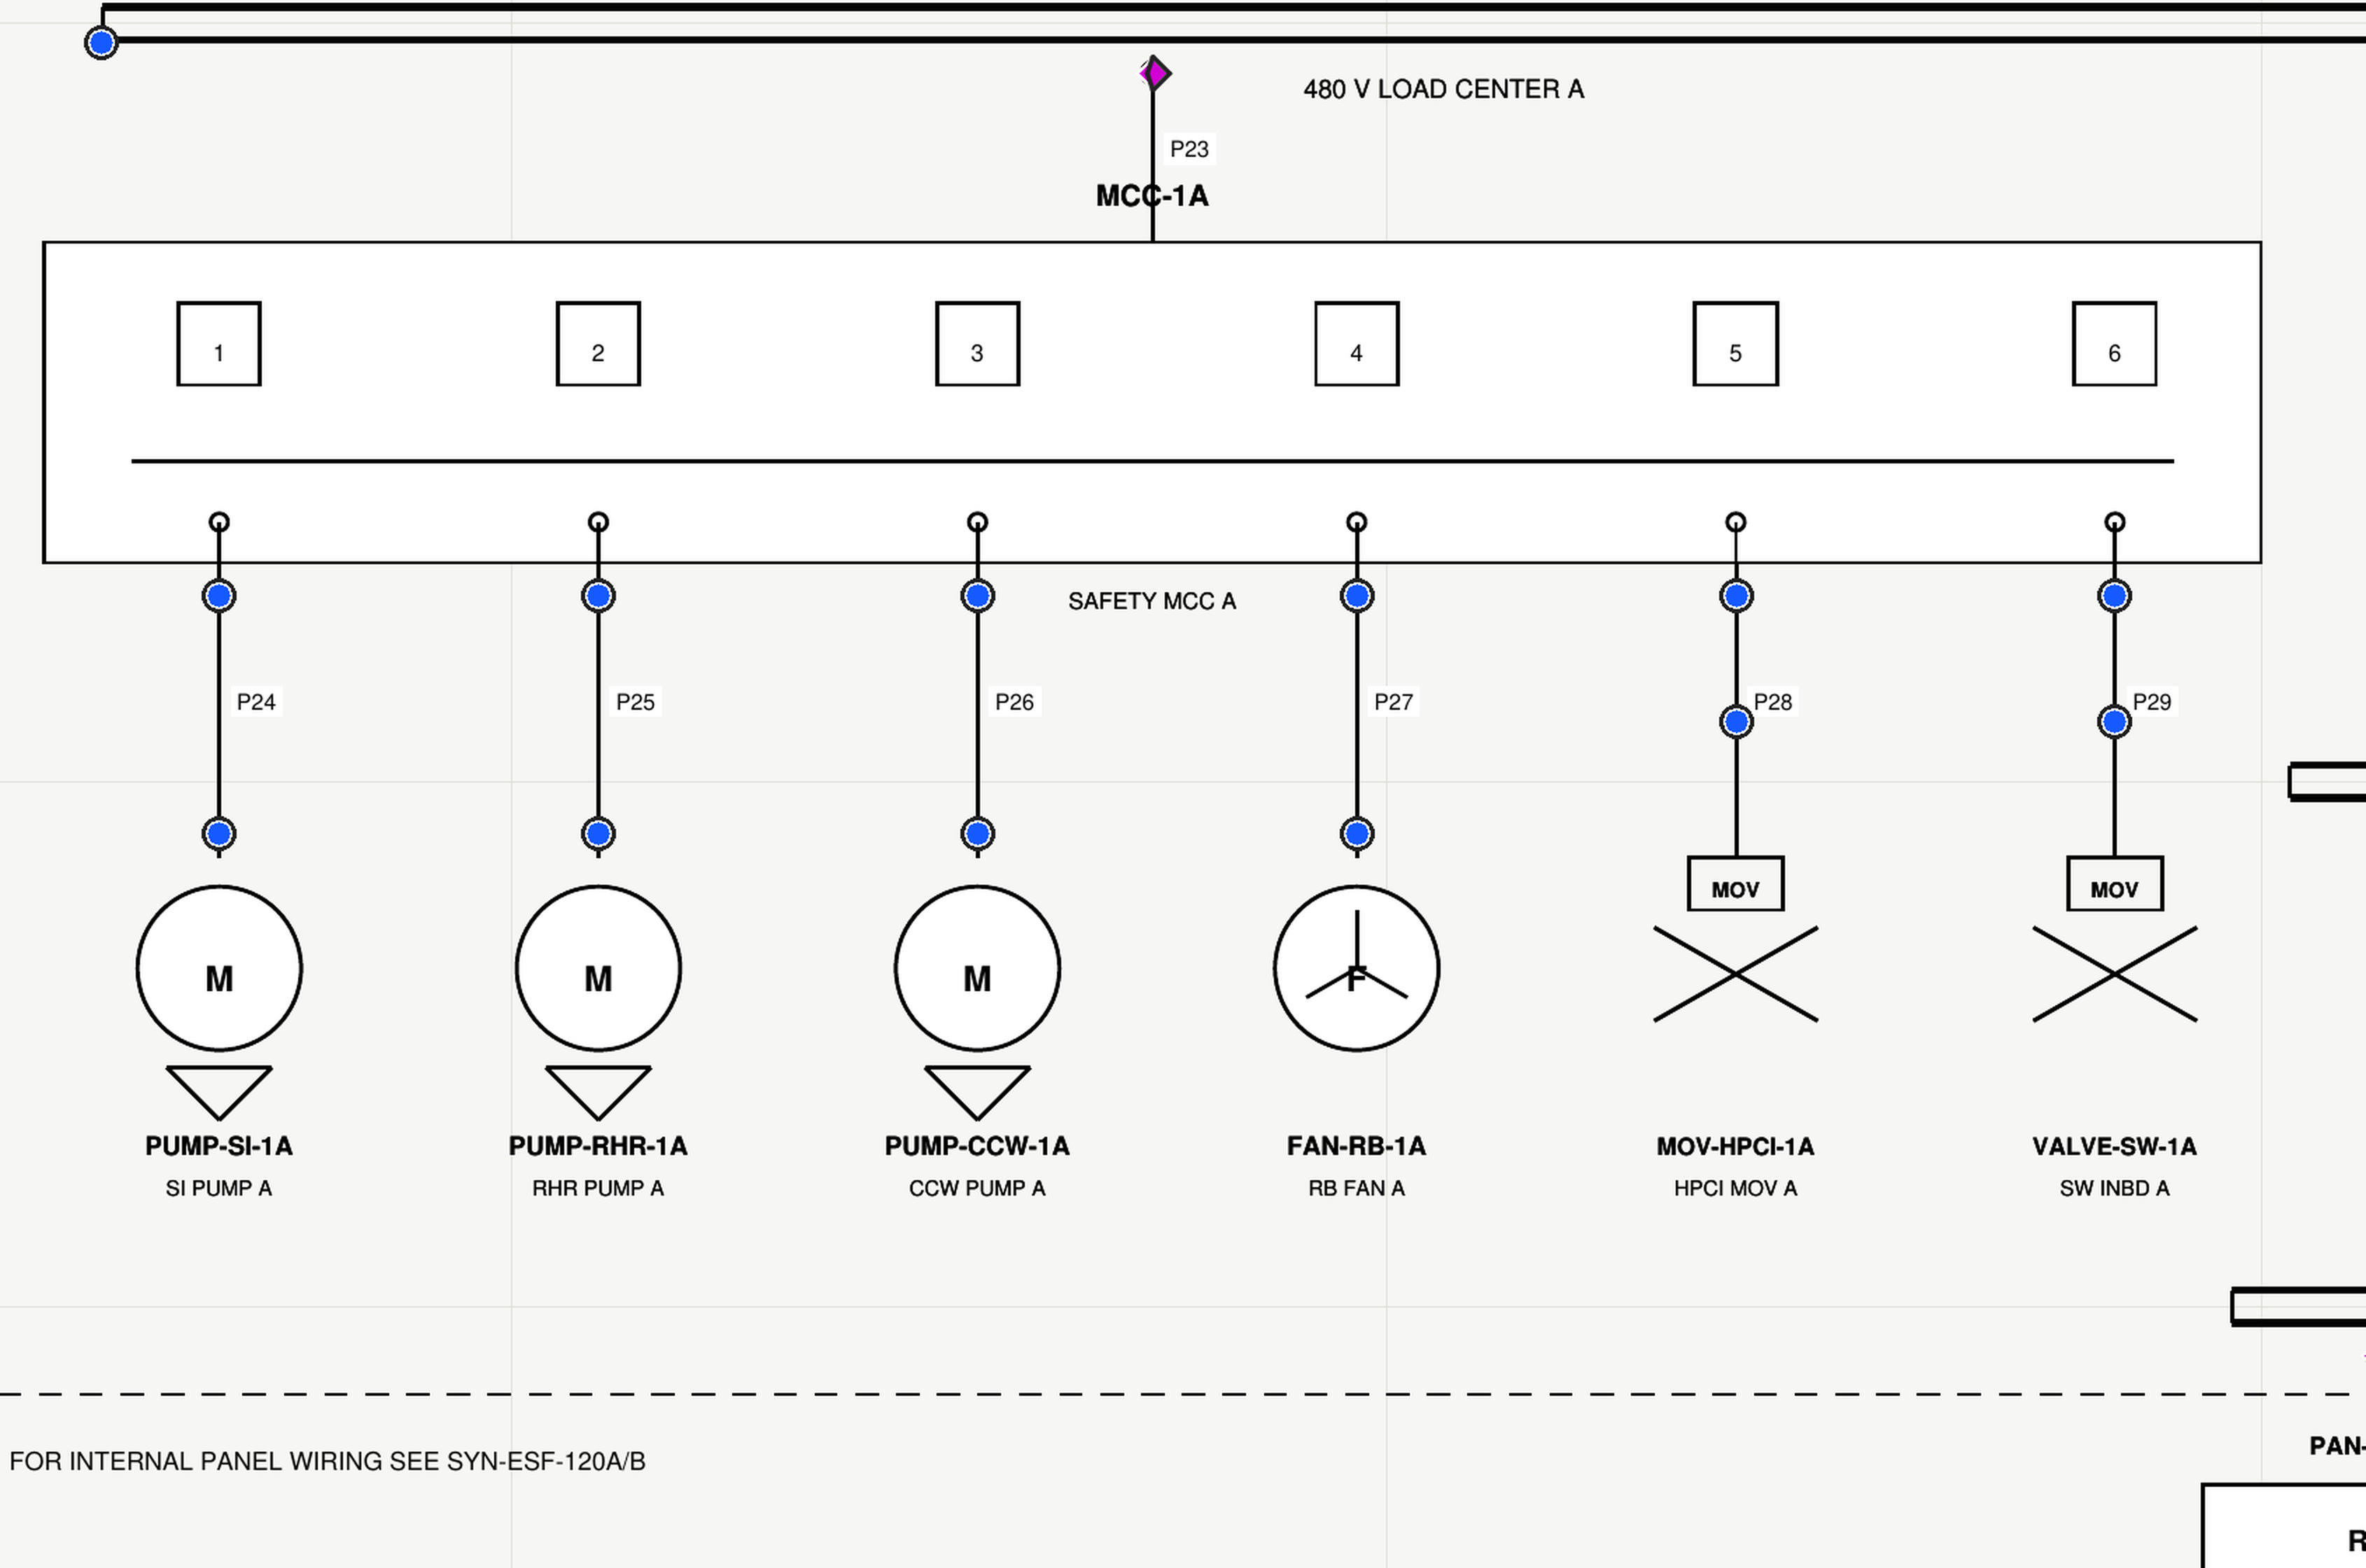 480 V LOAD CENTER A
P23
MCC-1A
1 2 3 4 5 6
SAFETY MCC A
P24 P25 P26 P27 P28 P29
MOV MOV
M M M F
PUMP-SI-1A PUMP-RHR-1A PUMP-CCW-1A FAN-RB-1A MOV-HPCI-1A VALVE-SW-1A
SI PUMP A RHR PUMP A CCW PUMP A RB FAN A HPCI MOV A SW INBD A
PAN-
FOR INTERNAL PANEL WIRING SEE SYN-ESF-120A/B
R